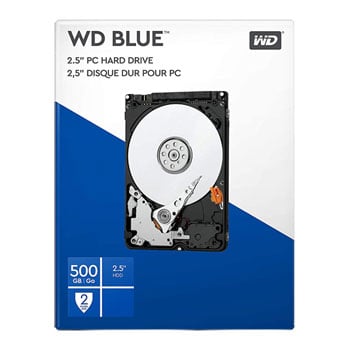 WD BLUE™
WD
2.5" PC HARD DRIVE
2,5" DISQUE DUR POUR PC
500
GB|Go
2.5"
HDD
2